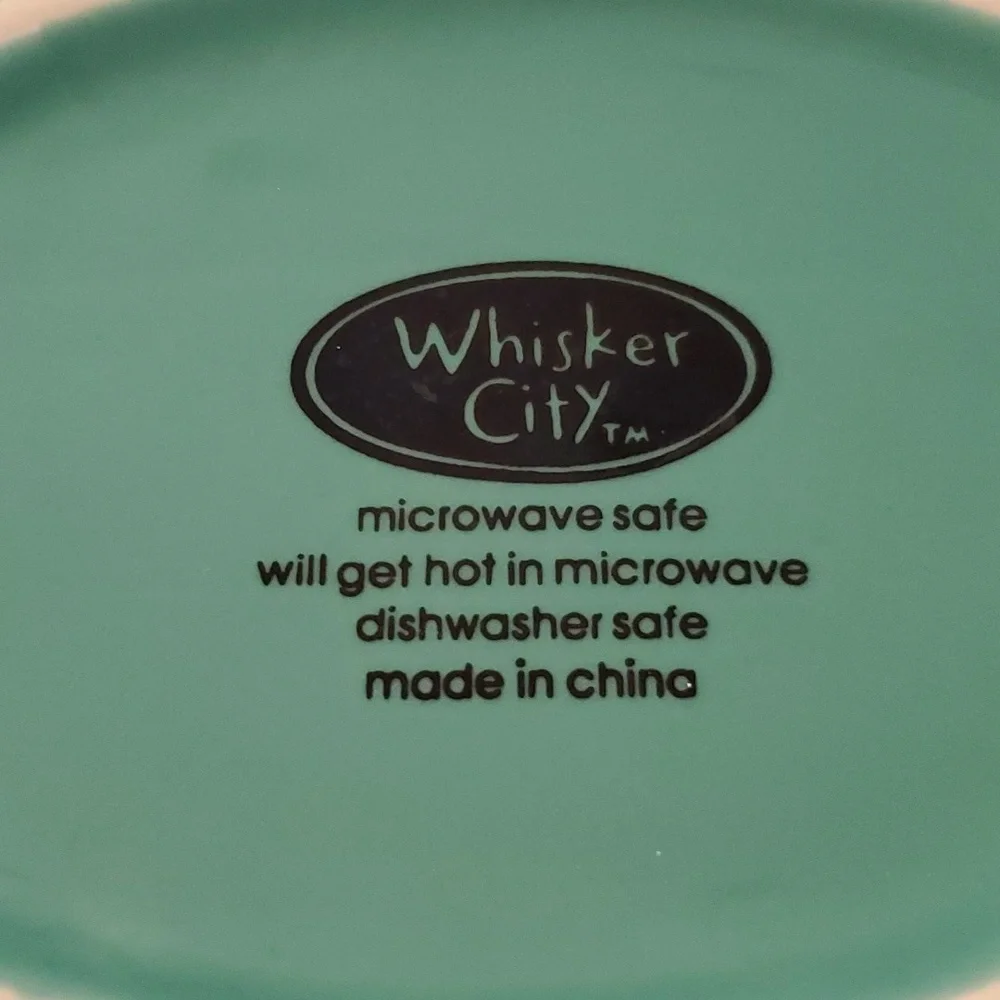 Whisker
City™
microwave safe
will get hot in microwave
dishwasher safe
made in china